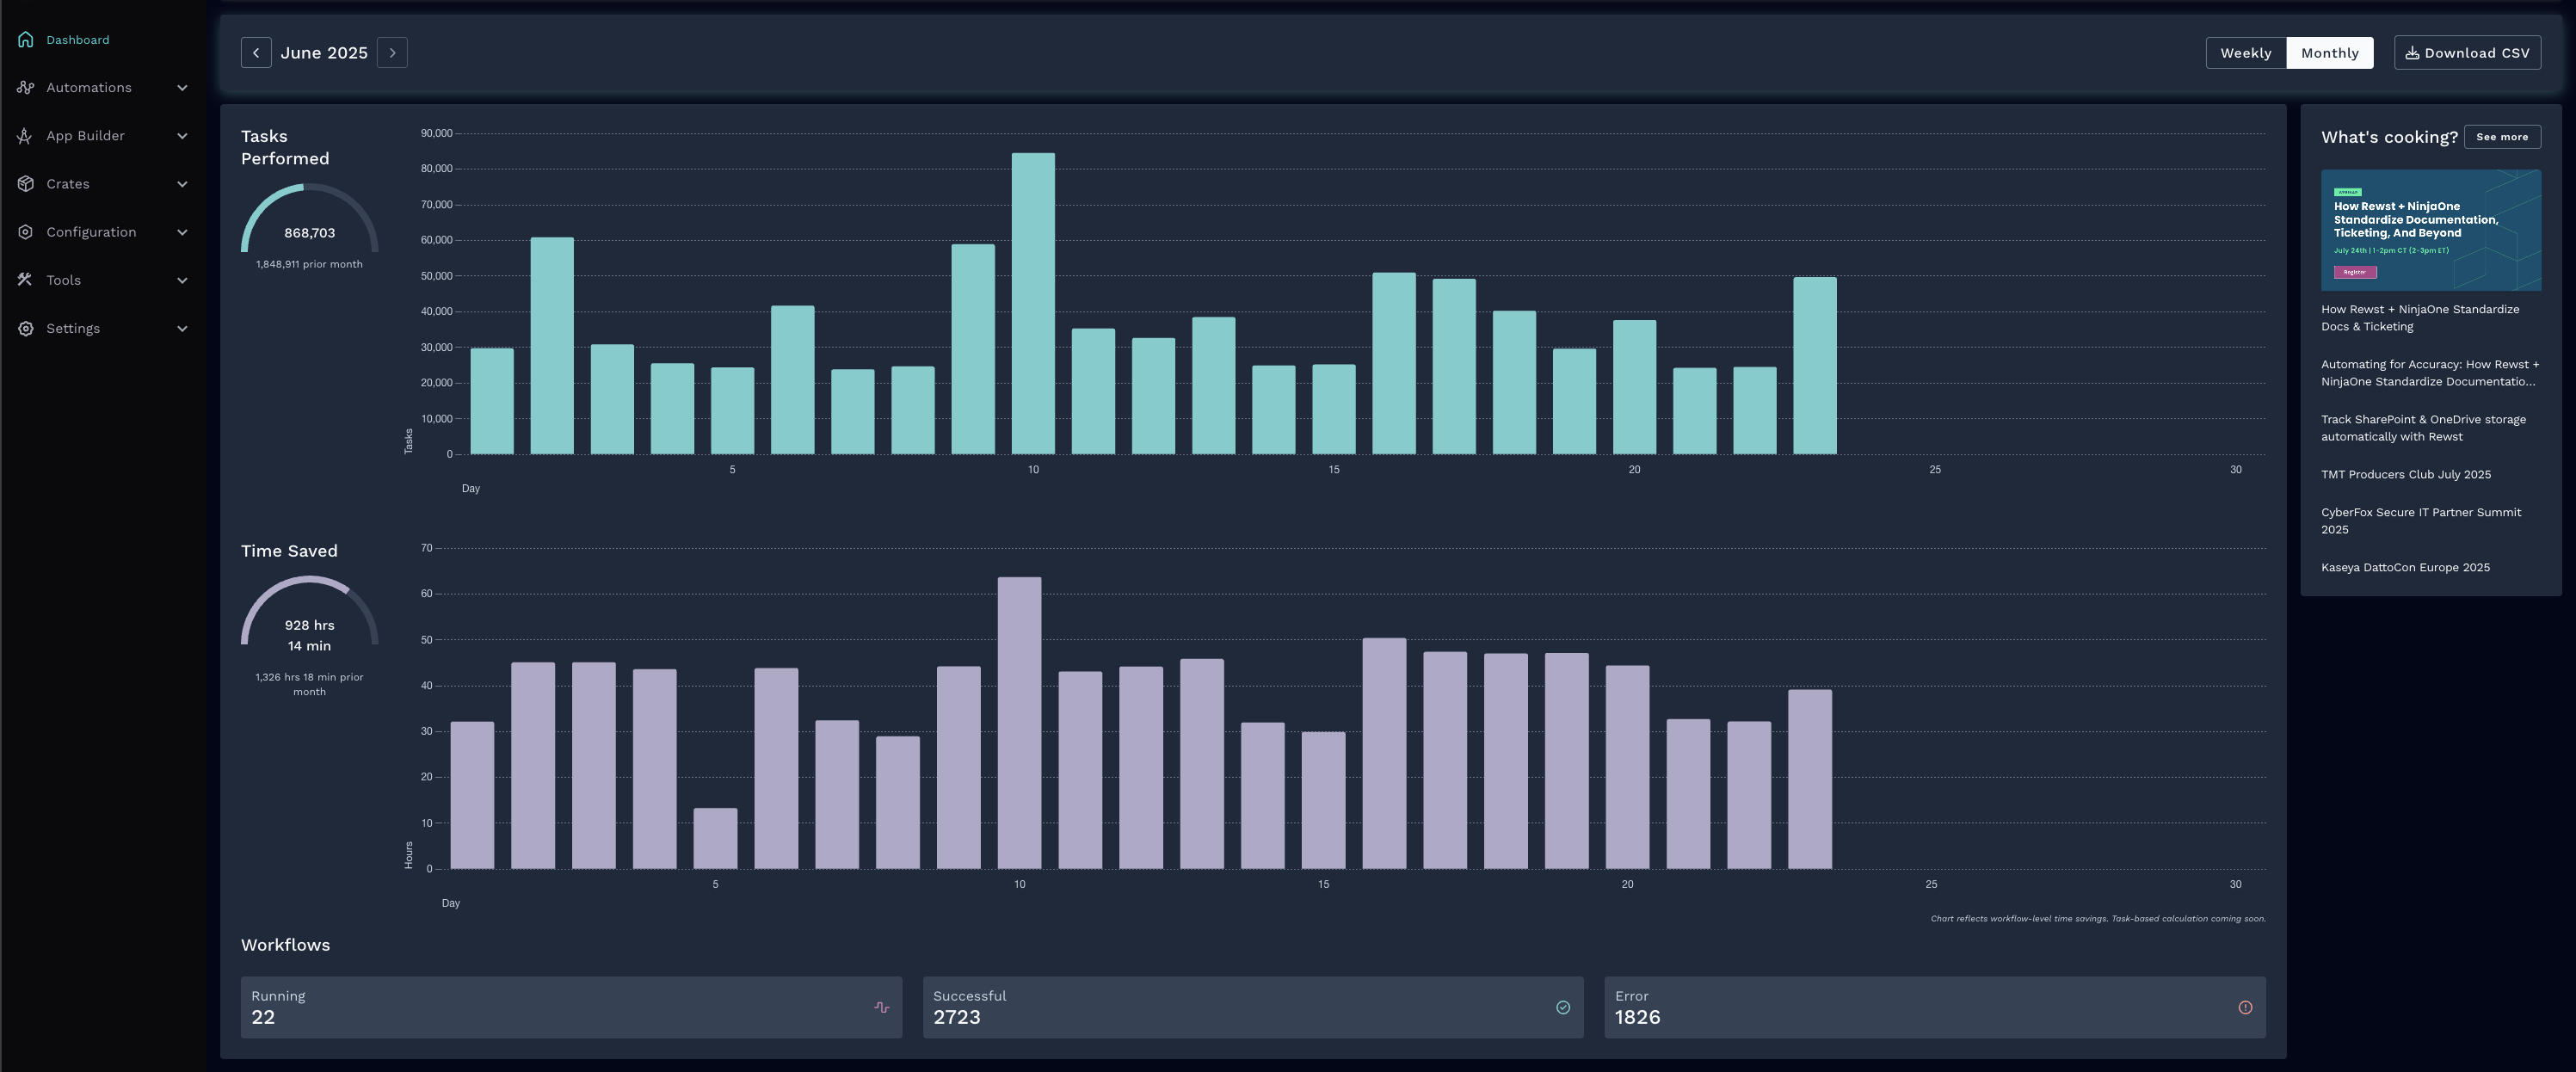 Dashboard
Automations
App Builder
Crates
Configuration
Tools
Settings
June 2025
Weekly
Monthly
Download CSV
Tasks
Performed
868,703
1,848,911 prior month
90,000
80,000
70,000
60,000
50,000
40,000
30,000
20,000
10,000
0
Tasks
5
10
15
20
25
30
Day
Time Saved
928 hrs
14 min
1,326 hrs 18 min prior
month
70
60
50
40
30
20
10
0
Hours
5
10
15
20
25
30
Day
Chart reflects workflow-level time savings. Task-based calculation coming soon.
Workflows
Running
22
Successful
2723
Error
1826
What's cooking?
See more
WEBINAR
How Rewst + NinjaOne
Standardize Documentation,
Ticketing, And Beyond
July 24th | 1-2pm CT (2-3pm ET)
Register
How Rewst + NinjaOne Standardize
Docs & Ticketing
Automating for Accuracy: How Rewst +
NinjaOne Standardize Documentatio...
Track SharePoint & OneDrive storage
automatically with Rewst
TMT Producers Club July 2025
CyberFox Secure IT Partner Summit
2025
Kaseya DattoCon Europe 2025